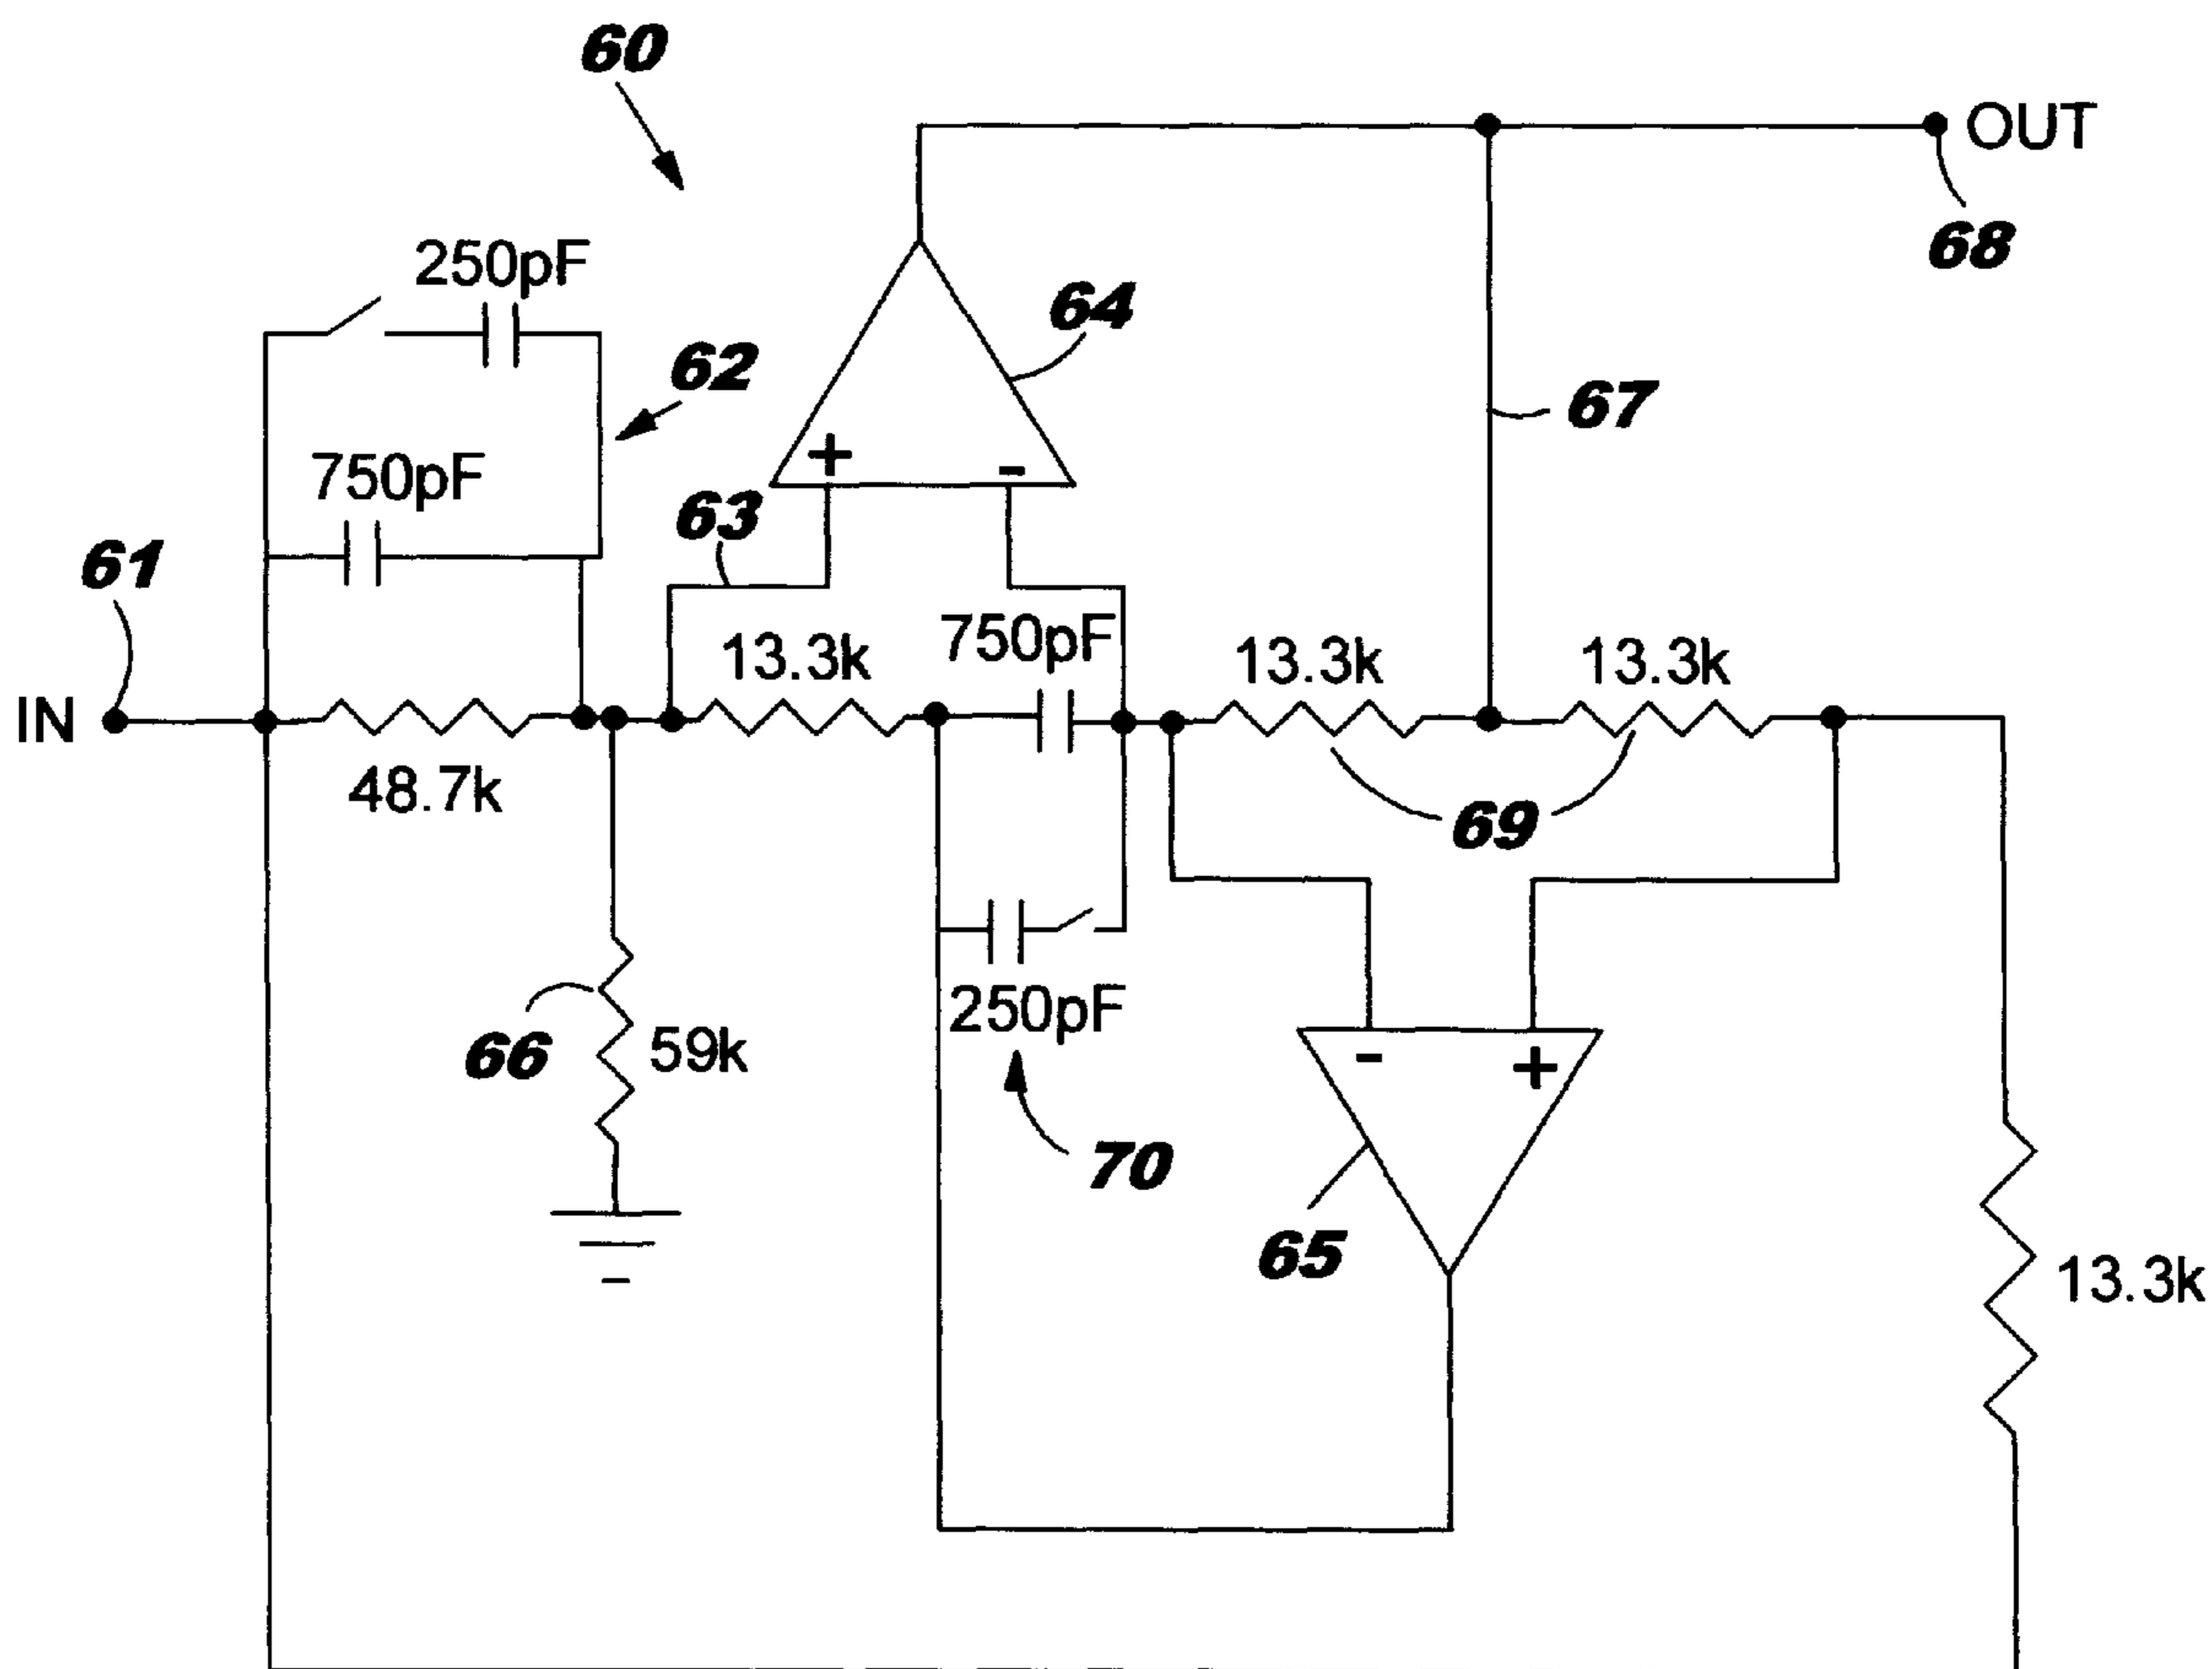 60
OUT
68
250pF
64
62
67
750pF
63
61
750pF
13.3k
13.3k
13.3k
IN
48.7k
69
250pF
66
59k
+
-
-
+
70
65
13.3k